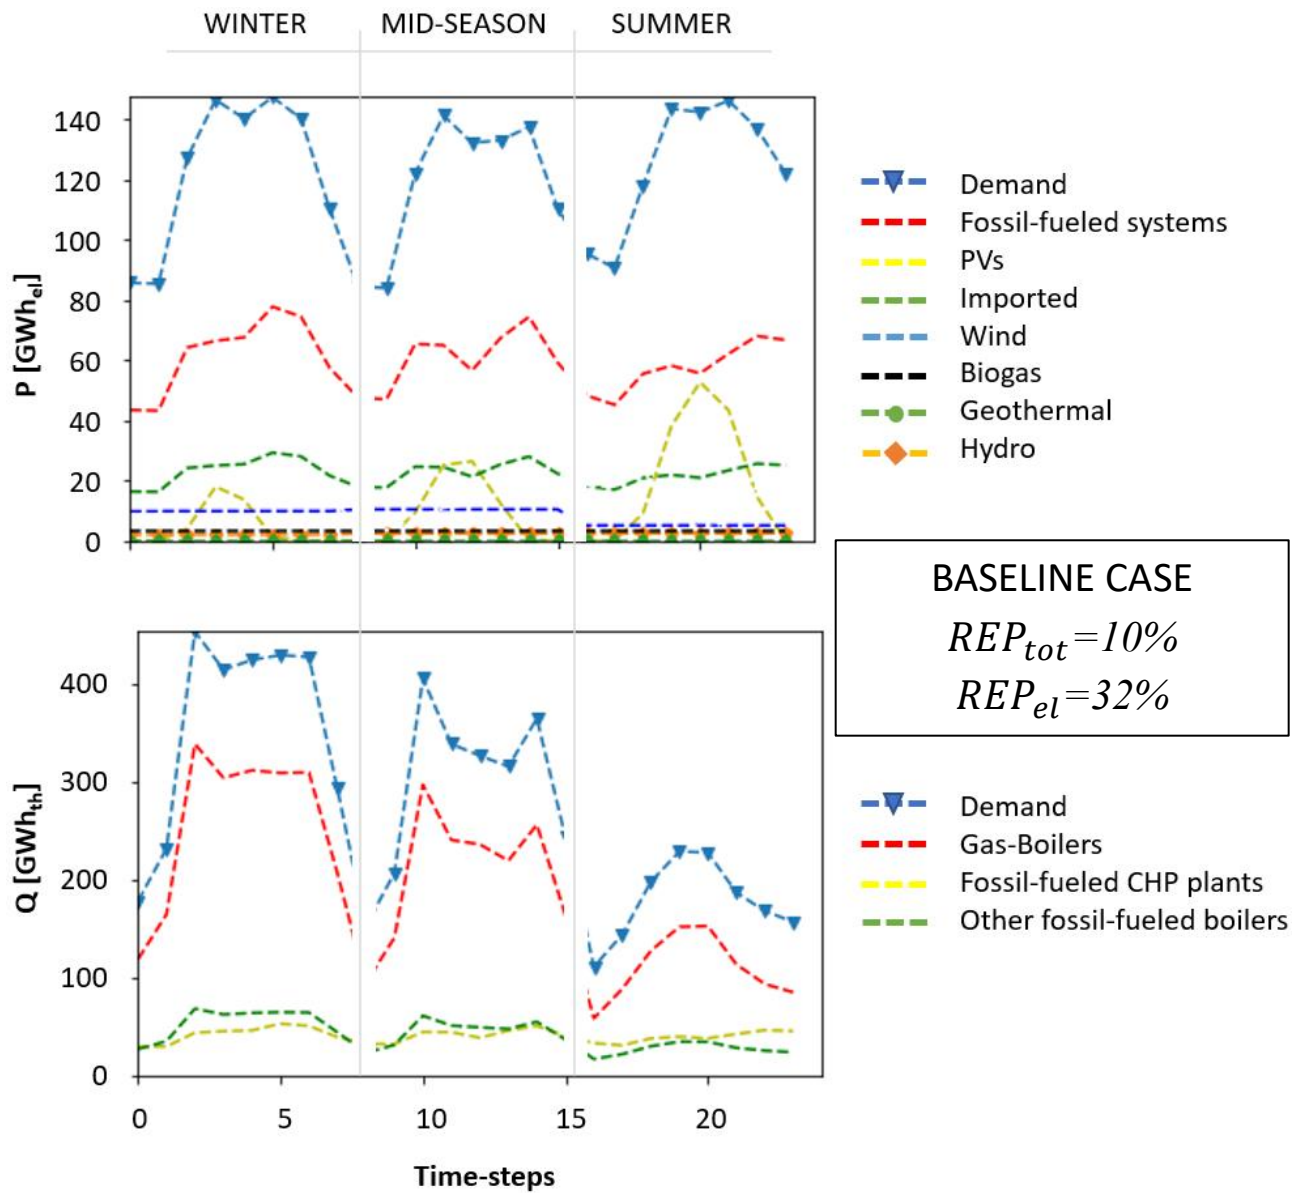 WINTER MID-SEASON SUMMER
P [GWhel]
140
120
100
80
60
40
20
0
Demand
Fossil-fueled systems
PVs
Imported
Wind
Biogas
Geothermal
Hydro
BASELINE CASE
REPtot=10%
REPel=32%
Q [GWhth]
400
300
200
100
0
0 5 10 15 20
Time-steps
Demand
Gas-Boilers
Fossil-fueled CHP plants
Other fossil-fueled boilers